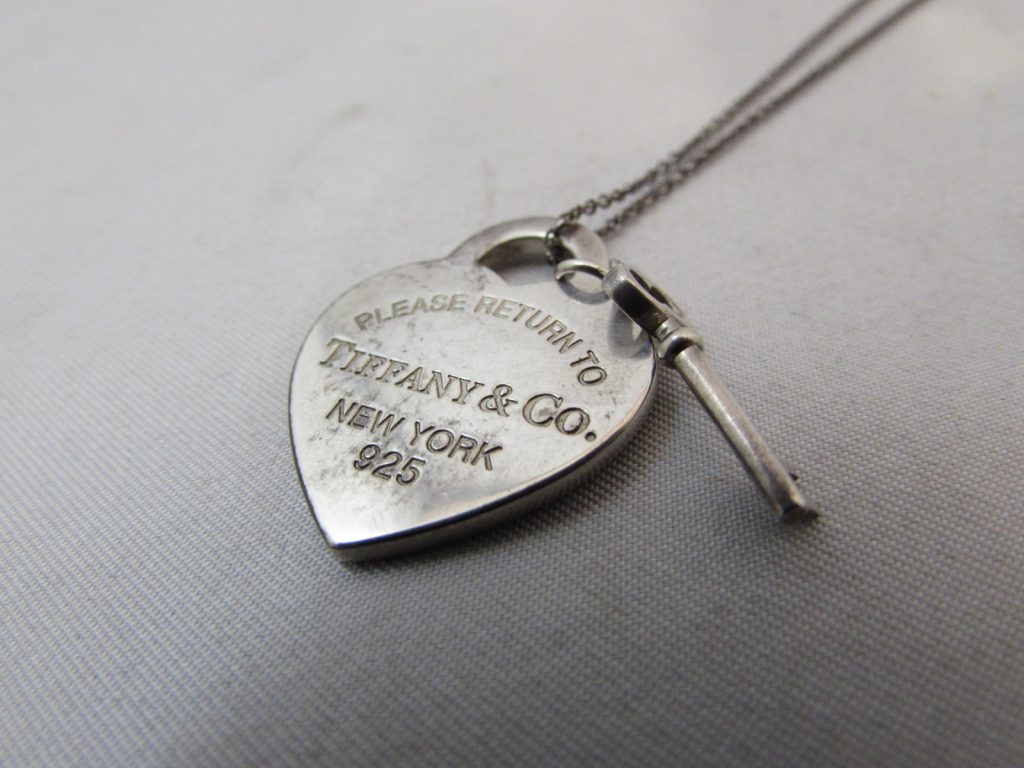 PLEASE RETURN TO
TIFFANY & CO.
NEW YORK
925